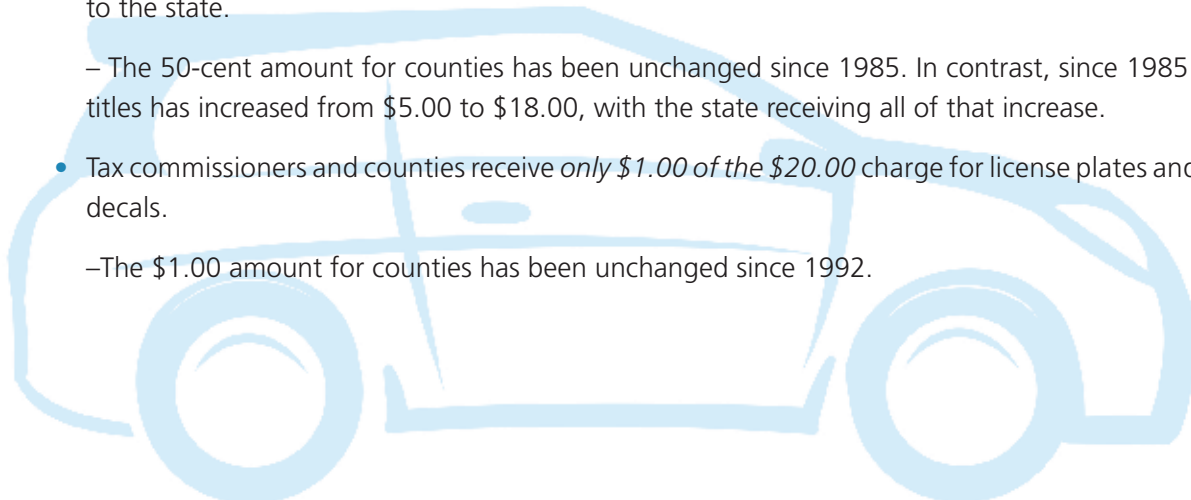 to the state.
– The 50-cent amount for counties has been unchanged since 1985. In contrast, since 1985
titles has increased from $5.00 to $18.00, with the state receiving all of that increase.
• Tax commissioners and counties receive only $1.00 of the $20.00 charge for license plates and
decals.
–The $1.00 amount for counties has been unchanged since 1992.